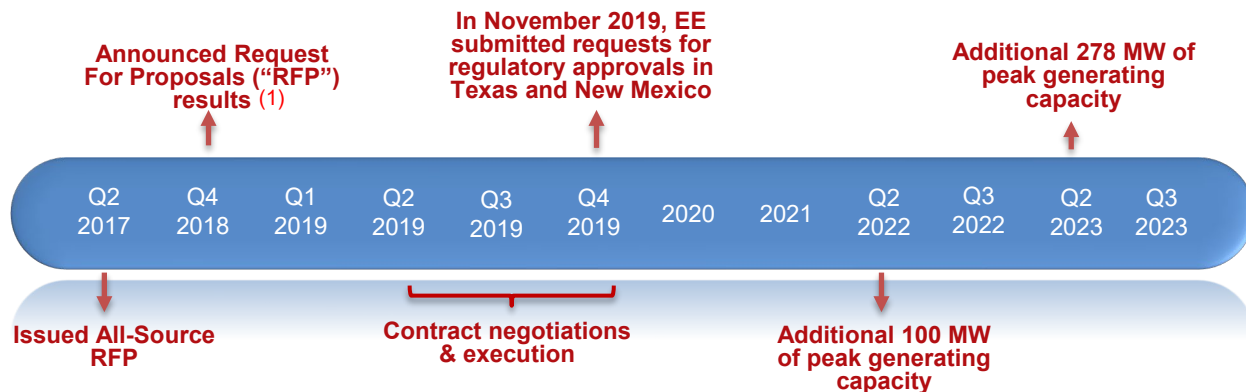 Announced Request
For Proposals (“RFP”)
results (1)
In November 2019, EE
submitted requests for
regulatory approvals in
Texas and New Mexico
Additional 278 MW of
peak generating
capacity
Q2
2017
Q4
2018
Q1
2019
Q2
2019
Q3
2019
Q4
2019
2020
2021
Q2
2022
Q3
2022
Q2
2023
Q3
2023
Issued All-Source
RFP
Contract negotiations
& execution
Additional 100 MW
of peak generating
capacity